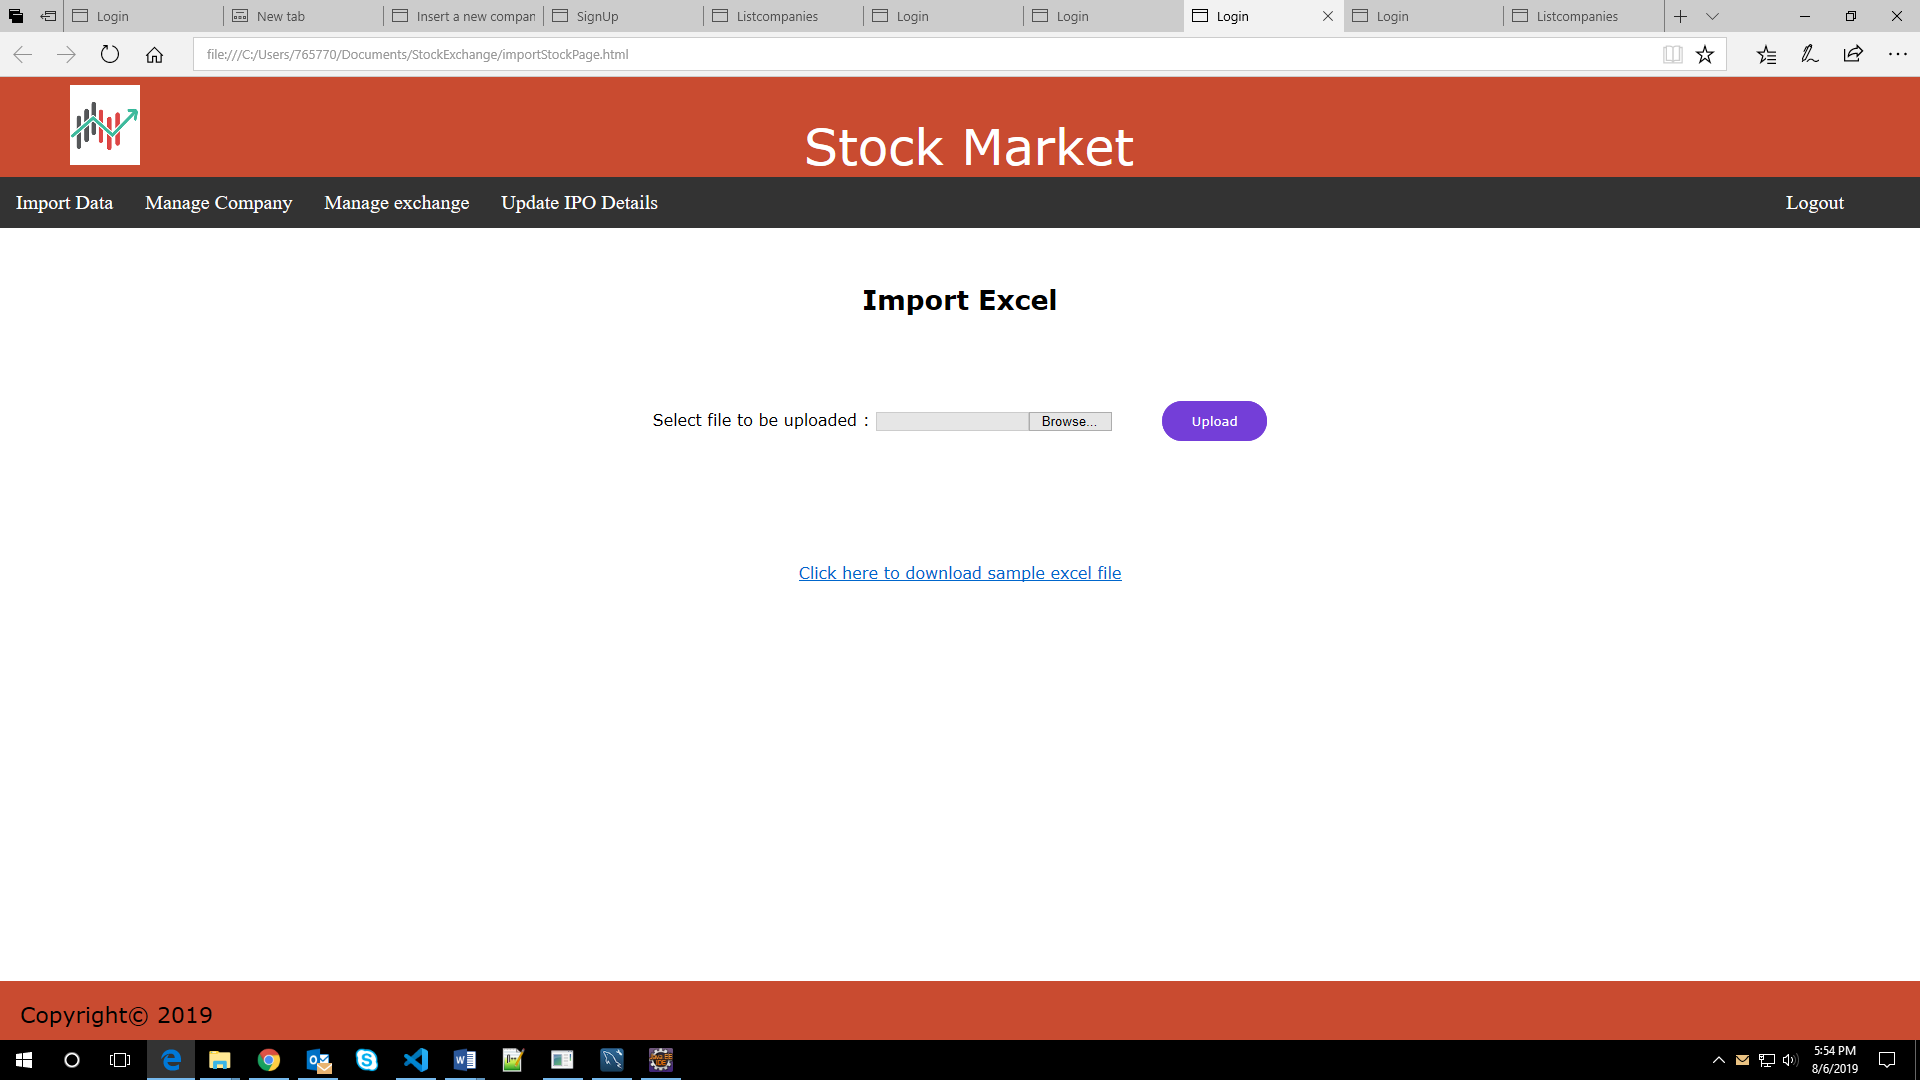 Login
New tab
Insert a new compan
SignUp
Listcompanies
Login
Login
Login
Login
Listcompanies
file:///C:/Users/765770/Documents/StockExchange/importStockPage.html
Stock Market
Import Data Manage Company Manage exchange Update IPO Details Logout
Import Excel
Select file to be uploaded : Browse... Upload
Click here to download sample excel file
Copyright© 2019
5:54 PM
8/6/2019